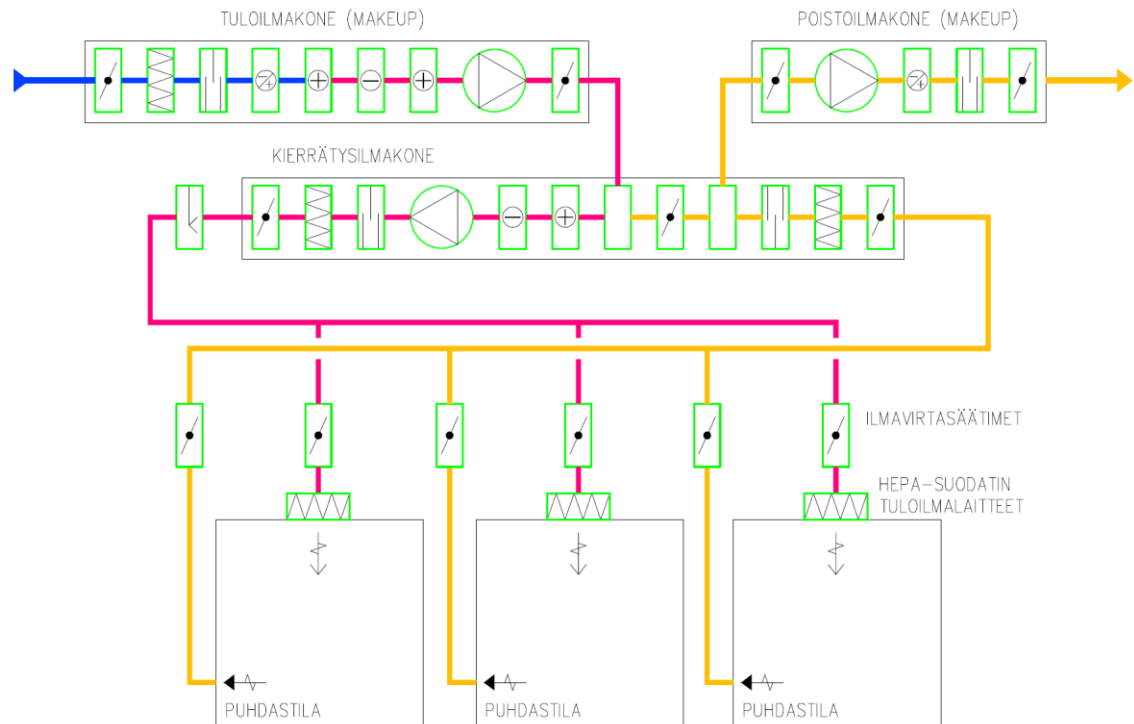 TULOILMAKONE (MAKEUP)
POISTOILMAKONE (MAKEUP)
KIERRÄTYSILMAKONE
ILMAVIRTASÄÄTIMET
HEPA-SUODATIN
TULOILMALAITTEET
PUHDASTILA
PUHDASTILA
PUHDASTILA